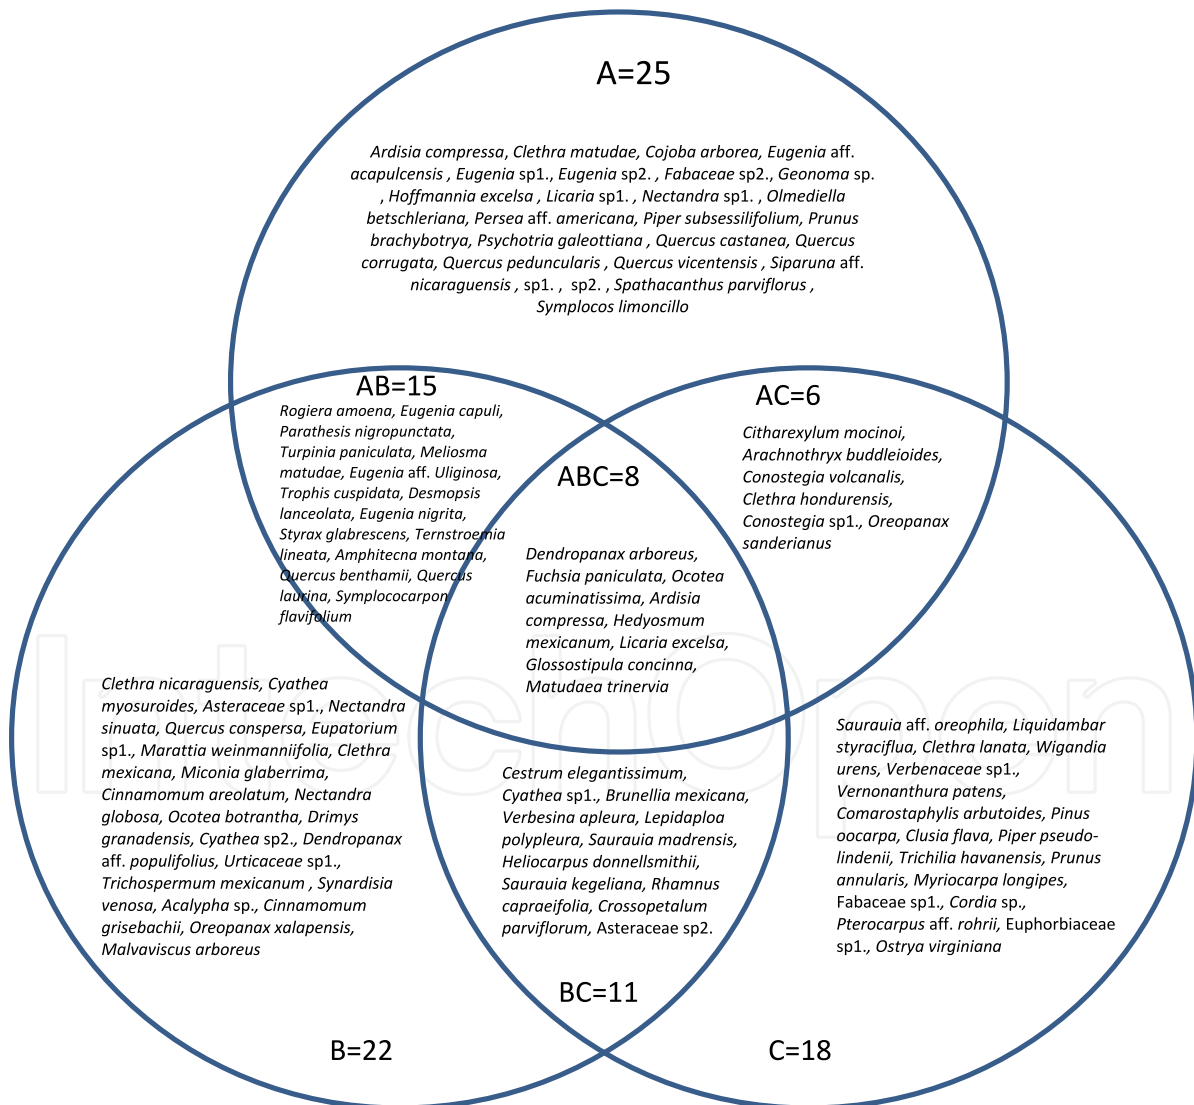 A=25
Ardisia compressa, Clethra matudae, Cojoba arborea, Eugenia aff.
acapulcensis , Eugenia sp1., Eugenia sp2. , Fabaceae sp2., Geonoma sp.
, Hoffmannia excelsa , Licaria sp1. , Nectandra sp1. , Olmediella
betschleriana, Persea aff. americana, Piper subsessilifolium, Prunus
brachybotrya, Psychotria galeottiana , Quercus castanea, Quercus
corrugata, Quercus peduncularis , Quercus vicentensis , Siparuna aff.
nicaraguensis , sp1. , sp2. , Spathacanthus parviflorus ,
Symplocos limoncillo
AB=15
Rogiera amoena, Eugenia capuli,
Parathesis nigropunctata,
Turpinia paniculata, Meliosma
matudae, Eugenia aff. Uliginosa,
Trophis cuspidata, Desmopsis
lanceolata, Eugenia nigrita,
Styrax glabrescens, Ternstroemia
lineata, Amphitecna montana,
Quercus benthamii, Quercus
laurina, Symplococarpon
flavifolium
AC=6
Citharexylum mocinoi,
Arachnothryx buddleioides,
Conostegia volcanalis,
Clethra hondurensis,
Conostegia sp1., Oreopanax
sanderianus
ABC=8
Dendropanax arboreus,
Fuchsia paniculata, Ocotea
acuminatissima, Ardisia
compressa, Hedyosmum
mexicanum, Licaria excelsa,
Glossostipula concinna,
Matudaea trinervia
Clethra nicaraguensis, Cyathea
myosuroides, Asteraceae sp1., Nectandra
sinuata, Quercus conspersa, Eupatorium
sp1., Marattia weinmanniifolia, Clethra
mexicana, Miconia glaberrima,
Cinnamomum areolatum, Nectandra
globosa, Ocotea botrantha, Drimys
granadensis, Cyathea sp2., Dendropanax
aff. populifolius, Urticaceae sp1.,
Trichospermum mexicanum , Synardisia
venosa, Acalypha sp., Cinnamomum
grisebachii, Oreopanax xalapensis,
Malvaviscus arboreus
B=22
Cestrum elegantissimum,
Cyathea sp1., Brunellia mexicana,
Verbesina apleura, Lepidaploa
polypleura, Saurauia madrensis,
Heliocarpus donnellsmithii,
Saurauia kegeliana, Rhamnus
capraeifolia, Crossopetalum
parviflorum, Asteraceae sp2.
BC=11
Saurauia aff. oreophila, Liquidambar
styraciflua, Clethra lanata, Wigandia
urens, Verbenaceae sp1.,
Vernonanthura patens,
Comarostaphylis arbutoides, Pinus
oocarpa, Clusia flava, Piper pseudo-
lindenii, Trichilia havanensis, Prunus
annularis, Myriocarpa longipes,
Fabaceae sp1., Cordia sp.,
Pterocarpus aff. rohrii, Euphorbiaceae
sp1., Ostrya virginiana
C=18
IntechOpen